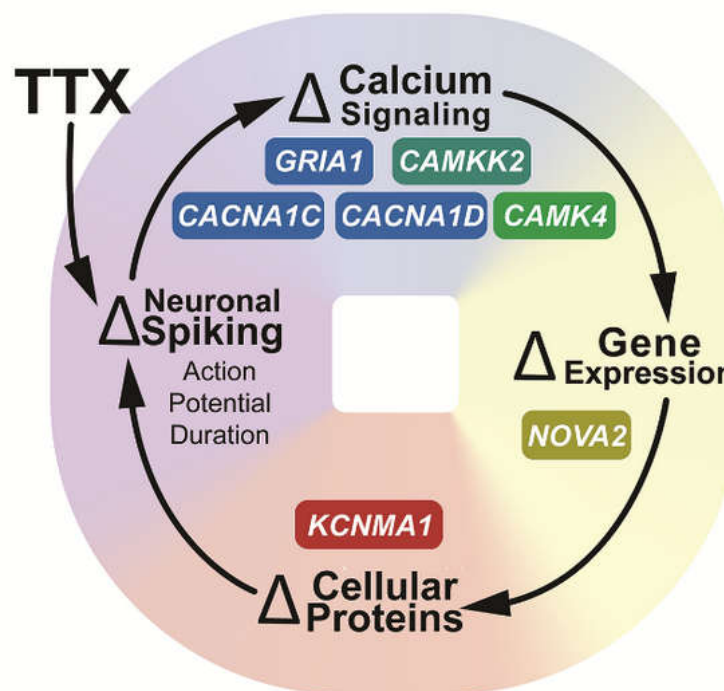 TTX
Δ Calcium
Signaling
GRIA1 CAMKK2
CACNA1C CACNA1D CAMK4
Δ Neuronal
Spiking
Action
Potential
Duration
Δ Gene
Expression
NOVA2
KCNMA1
Δ Cellular
Proteins